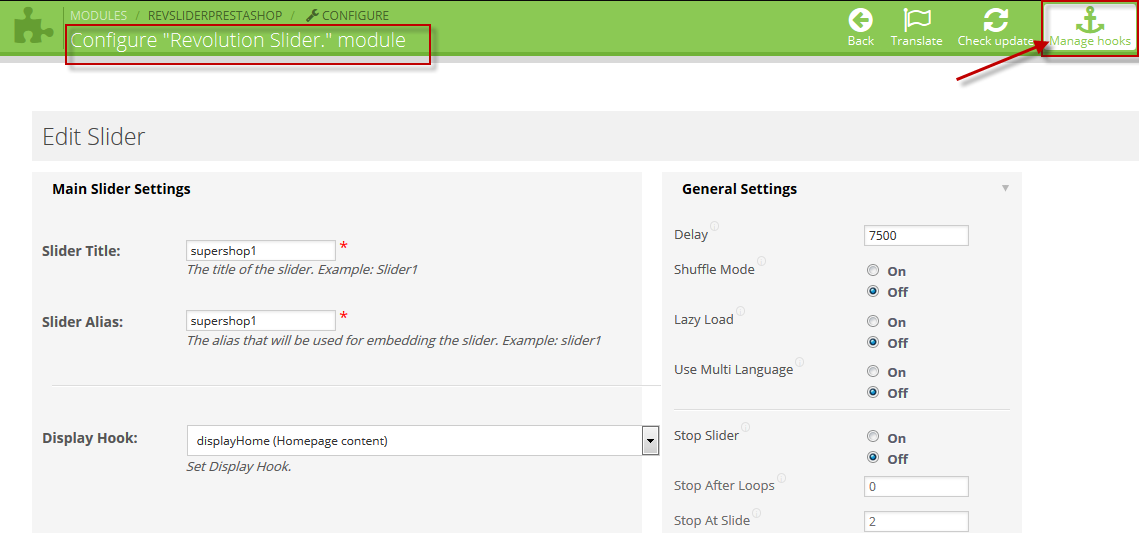 MODULES / REVSLIDERPRESTASHOP / CONFIGURE
Configure "Revolution Slider." module
Back Translate Check update Manage hooks
Edit Slider
Main Slider Settings
Slider Title: supershop1 *
The title of the slider. Example: Slider1
Slider Alias: supershop1 *
The alias that will be used for embedding the slider. Example: slider1
Display Hook: displayHome (Homepage content)
Set Display Hook.
General Settings
Delay 7500
Shuffle Mode On
Off
Lazy Load On
Off
Use Multi Language On
Off
Stop Slider On
Off
Stop After Loops 0
Stop At Slide 2